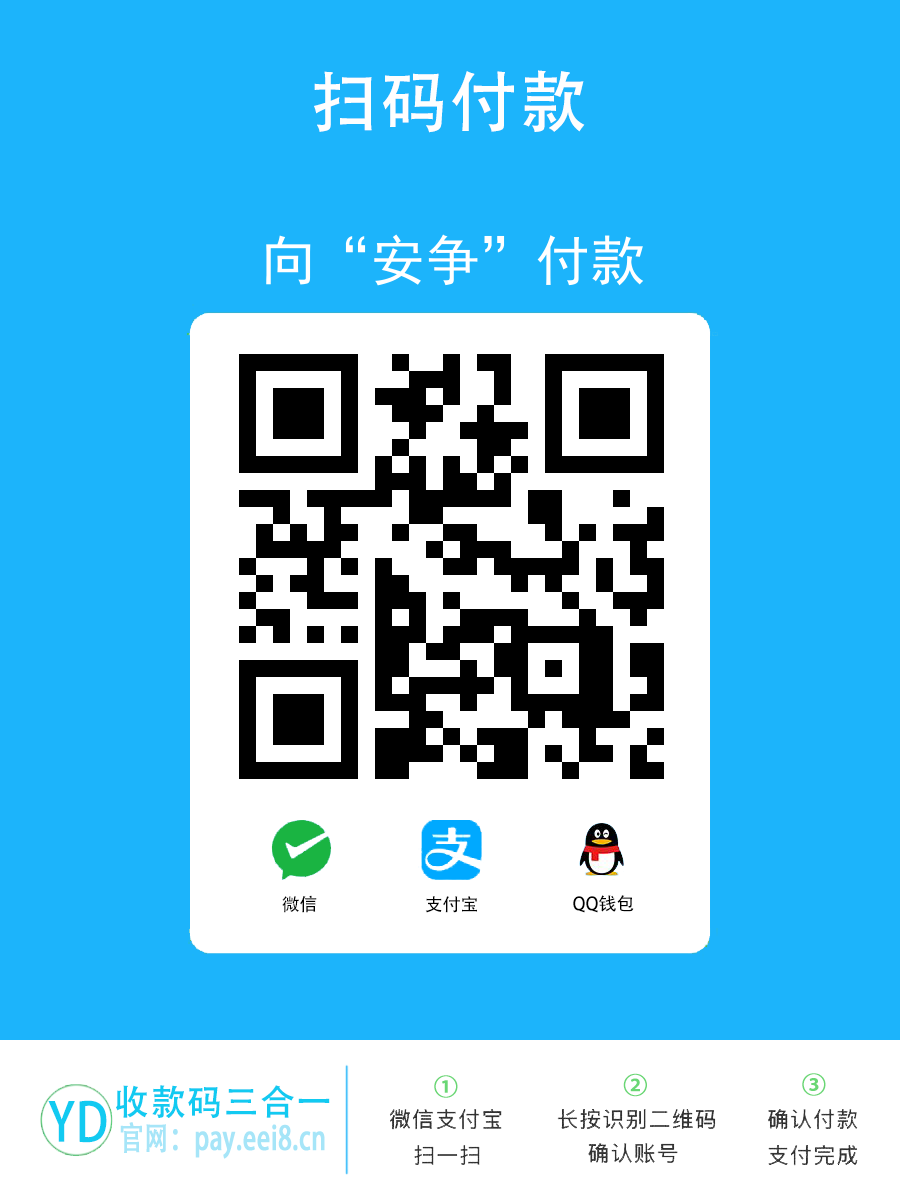 扫码付款
向“安争”付款
支
微信
支付宝
QQ钱包
YD
收款码三合一
官网：pay.eei8.cn
①
微信支付宝
扫一扫
②
长按识别二维码
确认账号
③
确认付款
支付完成